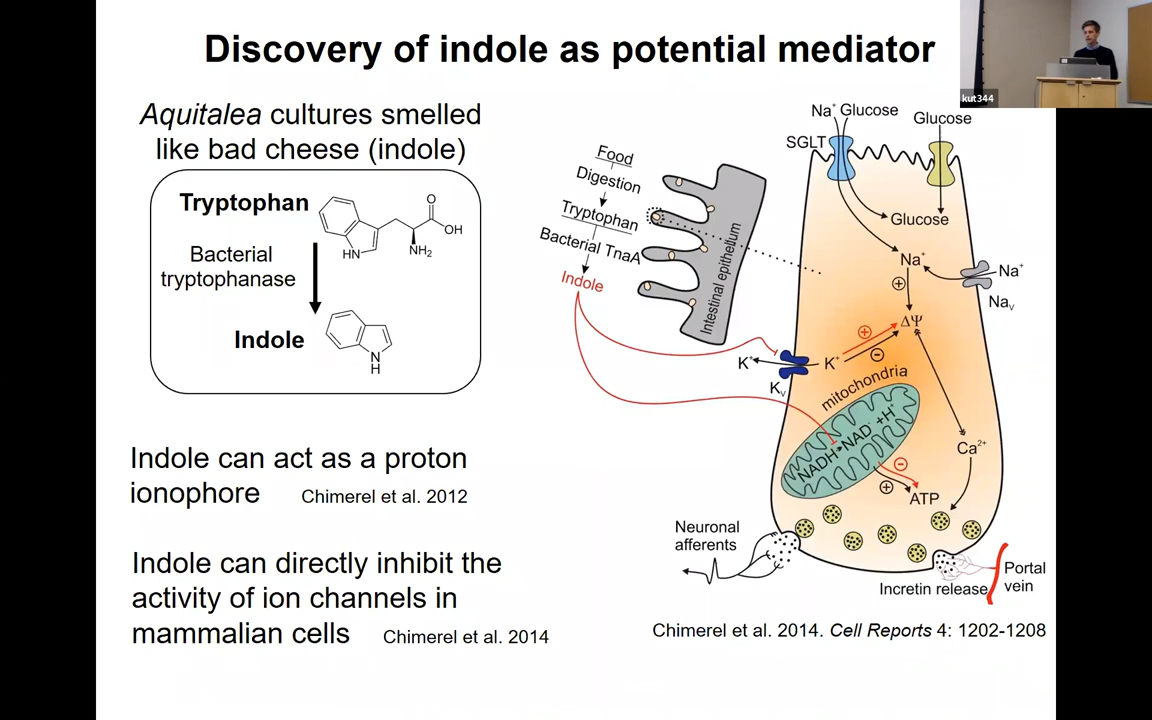 Discovery of indole as potential mediator
kut344
Aquitalea cultures smelled
like bad cheese (indole)
Tryptophan
O
OH
NH₂
HN
Bacterial
tryptophanase
Indole
N
H
Indole can act as a proton
ionophore Chimerel et al. 2012
Indole can directly inhibit the
activity of ion channels in
mammalian cells Chimerel et al. 2014
Food
Digestion
Tryptophan
Bacterial TnaA
Indole
Intestinal epithelium
Na⁺ Glucose
Glucose
SGLT
Glucose
Na⁺
Na⁺
Naᵥ
+
ΔΨ
+
−
K⁺
K⁺
Kᵥ
mitochondria
NADH NAD⁺ +H⁺
Ca²⁺
−
+
ATP
Neuronal
afferents
Incretin release
Portal
vein
Chimerel et al. 2014. Cell Reports 4: 1202-1208